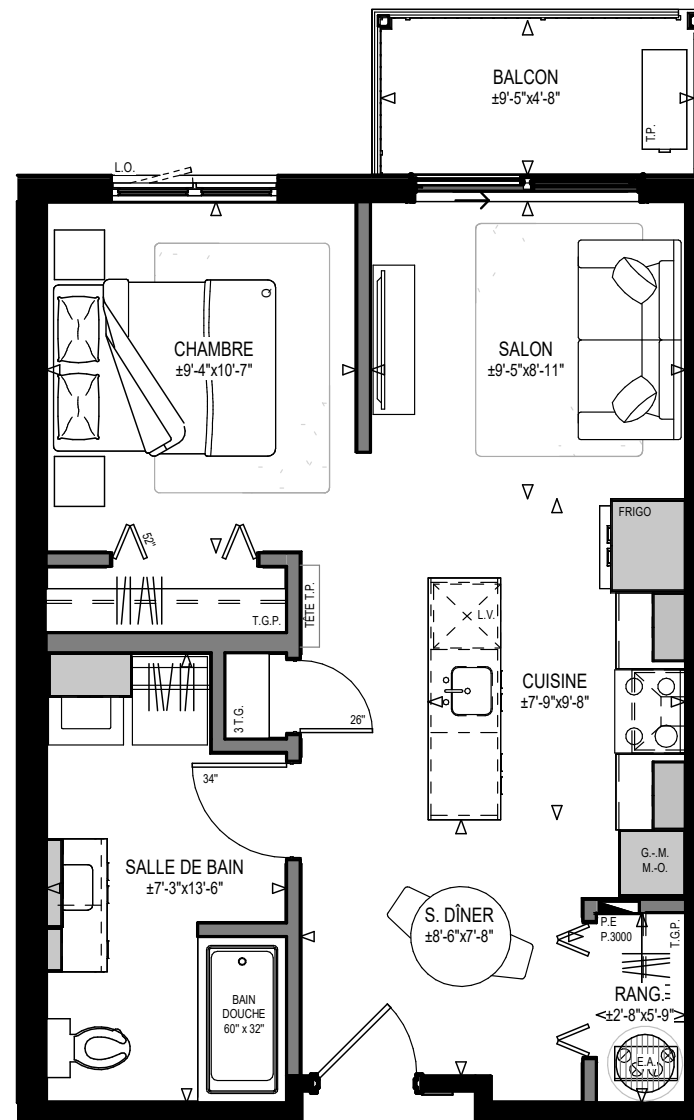 BALCON
±9'-5"x4'-8"
T.P.
L.O.
CHAMBRE
±9'-4"x10'-7"
Q
SALON
±9'-5"x8'-11"
52"
FRIGO
T.G.P.
TÊTE T.P.
L.V.
CUISINE
±7'-9"x9'-8"
3 T.G.
26"
34"
SALLE DE BAIN
±7'-3"x13'-6"
G.-M.
M.-O.
S. DÎNER
±8'-6"x7'-8"
P.E
P.3000
T.G.P.
RANG.
±2'-8"x5'-9"
BAIN
DOUCHE
60" x 32"
E.A.